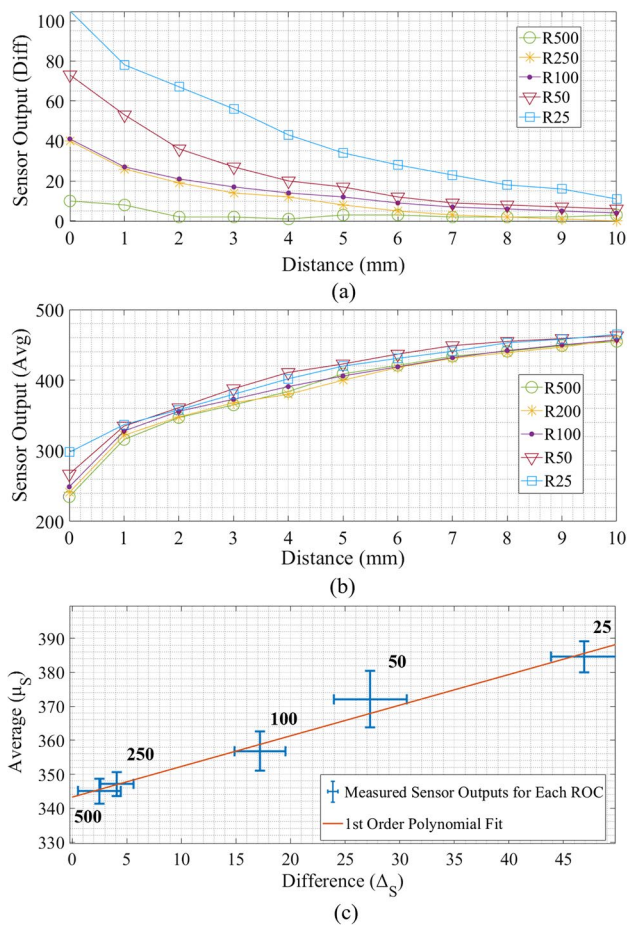 100
80
60
40
20
0
Sensor Output (Diff)
R500
R250
R100
R50
R25
0 1 2 3 4 5 6 7 8 9 10
Distance (mm)
(a)
500
400
300
200
Sensor Output (Avg)
R500
R200
R100
R50
R25
0 1 2 3 4 5 6 7 8 9 10
Distance (mm)
(b)
390
380
370
360
350
340
330
Average (μS)
25
50
100
250
500
Measured Sensor Outputs for Each ROC
1st Order Polynomial Fit
0 5 10 15 20 25 30 35 40 45
Difference (ΔS)
(c)